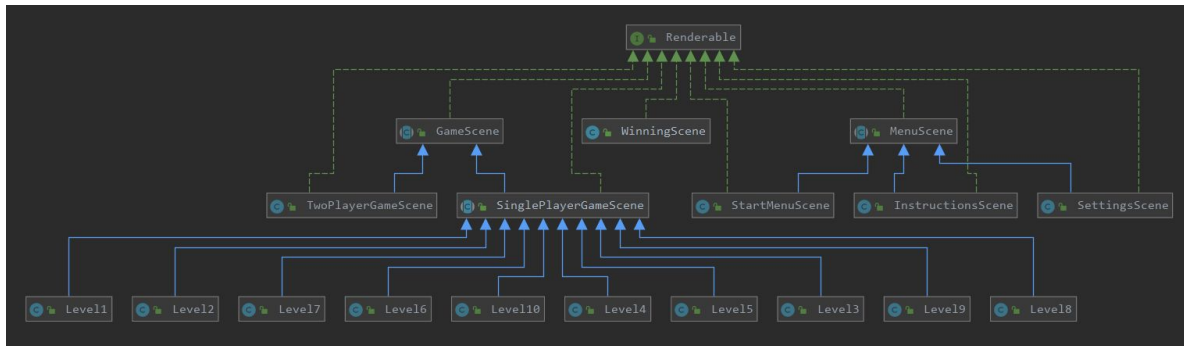 Renderable
GameScene
WinningScene
MenuScene
TwoPlayerGameScene
SinglePlayerGameScene
StartMenuScene
InstructionsScene
SettingsScene
Level1
Level2
Level7
Level6
Level10
Level4
Level5
Level3
Level9
Level8